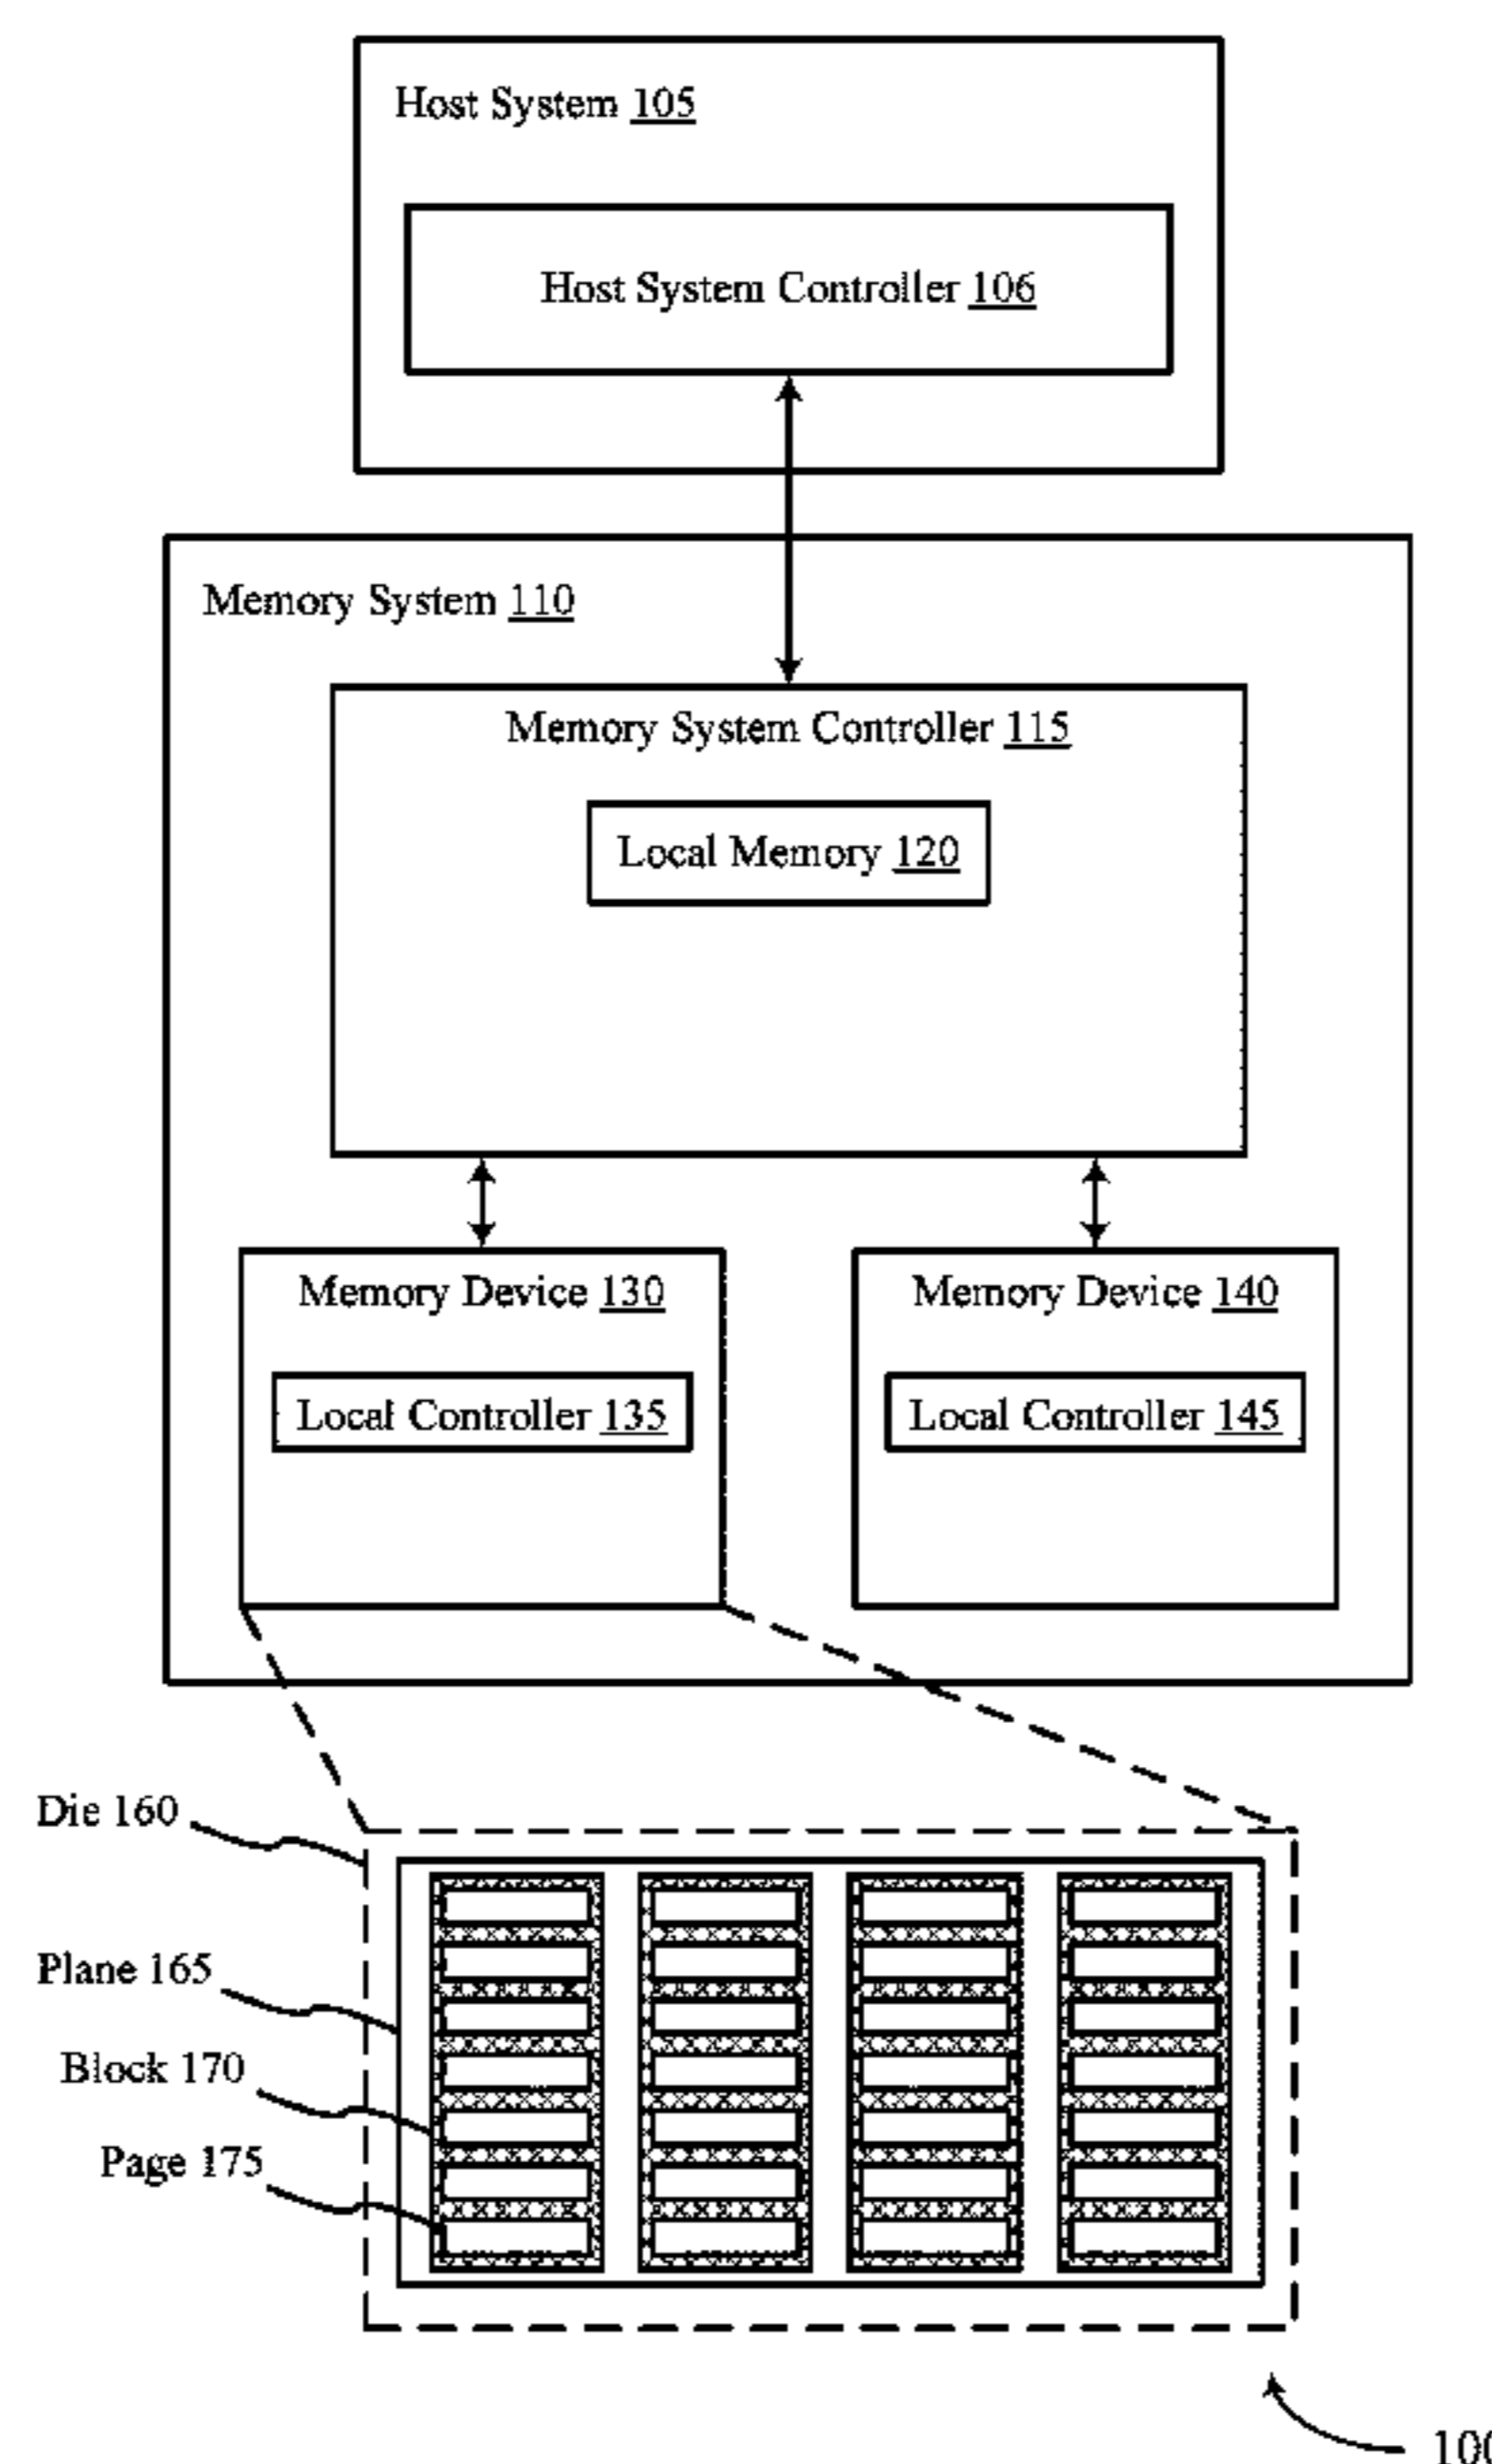 Host System 105
Host System Controller 106
Memory System 110
Memory System Controller 115
Local Memory 120
Memory Device 130
Memory Device 140
Local Controller 135
Local Controller 145
Die 160
Plane 165
Block 170
Page 175
100